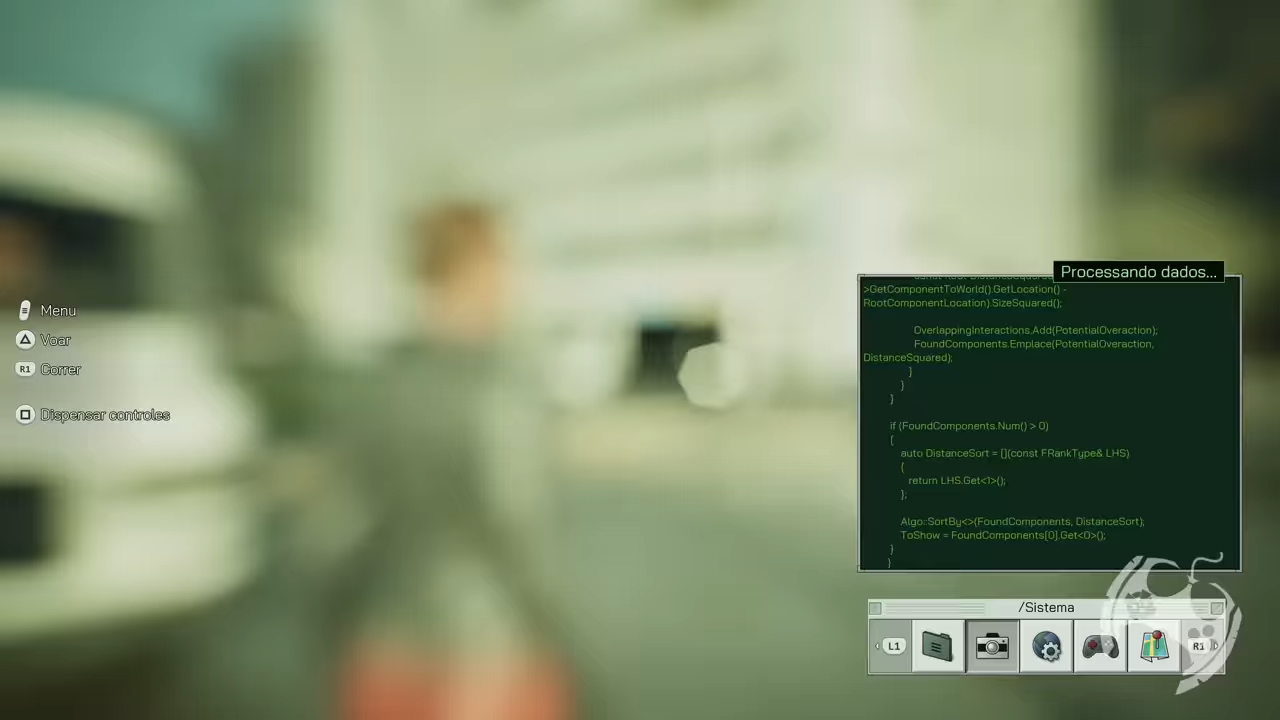 Menu
Voar
R1 Correr
Dispensar controles
Processando dados...
>GetComponentToWorld().GetLocation() -
RootComponentLocation).SizeSquared();
OverlappingInteractions.Add(PotentialOveraction);
FoundComponents.Emplace(PotentialOveraction,
DistanceSquared);
}
}
}
if (FoundComponents.Num() > 0)
{
auto DistanceSort = [](const FRankType& LHS)
{
return LHS.Get<1>();
};
Algo::SortBy<>(FoundComponents, DistanceSort);
ToShow = FoundComponents[0].Get<0>();
}
}
/Sistema
L1 R1